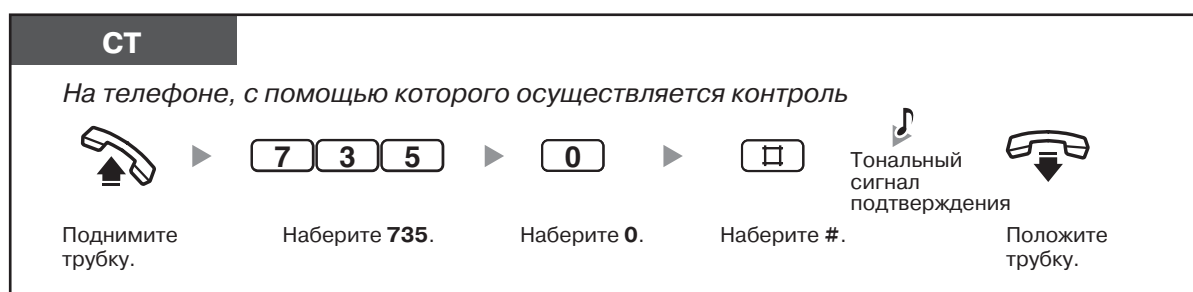 СТ
На телефоне, с помощью которого осуществляется контроль
7 3 5
0
#
Тональный
сигнал
подтверждения
Поднимите
трубку.
Наберите 735.
Наберите 0.
Наберите #.
Положите
трубку.